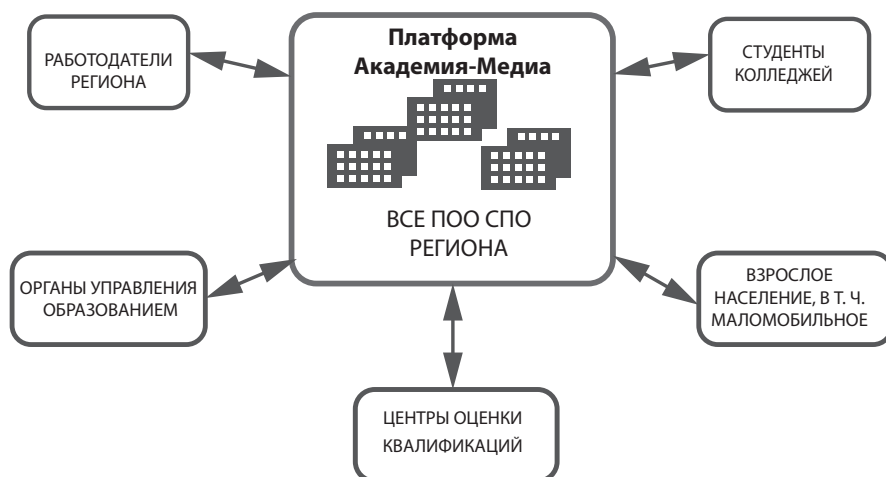 Платформа
Академия-Медиа
РАБОТОДАТЕЛИ
РЕГИОНА
СТУДЕНТЫ
КОЛЛЕДЖЕЙ
ВСЕ ПОО СПО
РЕГИОНА
ОРГАНЫ УПРАВЛЕНИЯ
ОБРАЗОВАНИЕМ
ВЗРОСЛОЕ
НАСЕЛЕНИЕ, В Т. Ч.
МАЛОМОБИЛЬНОЕ
ЦЕНТРЫ ОЦЕНКИ
КВАЛИФИКАЦИЙ